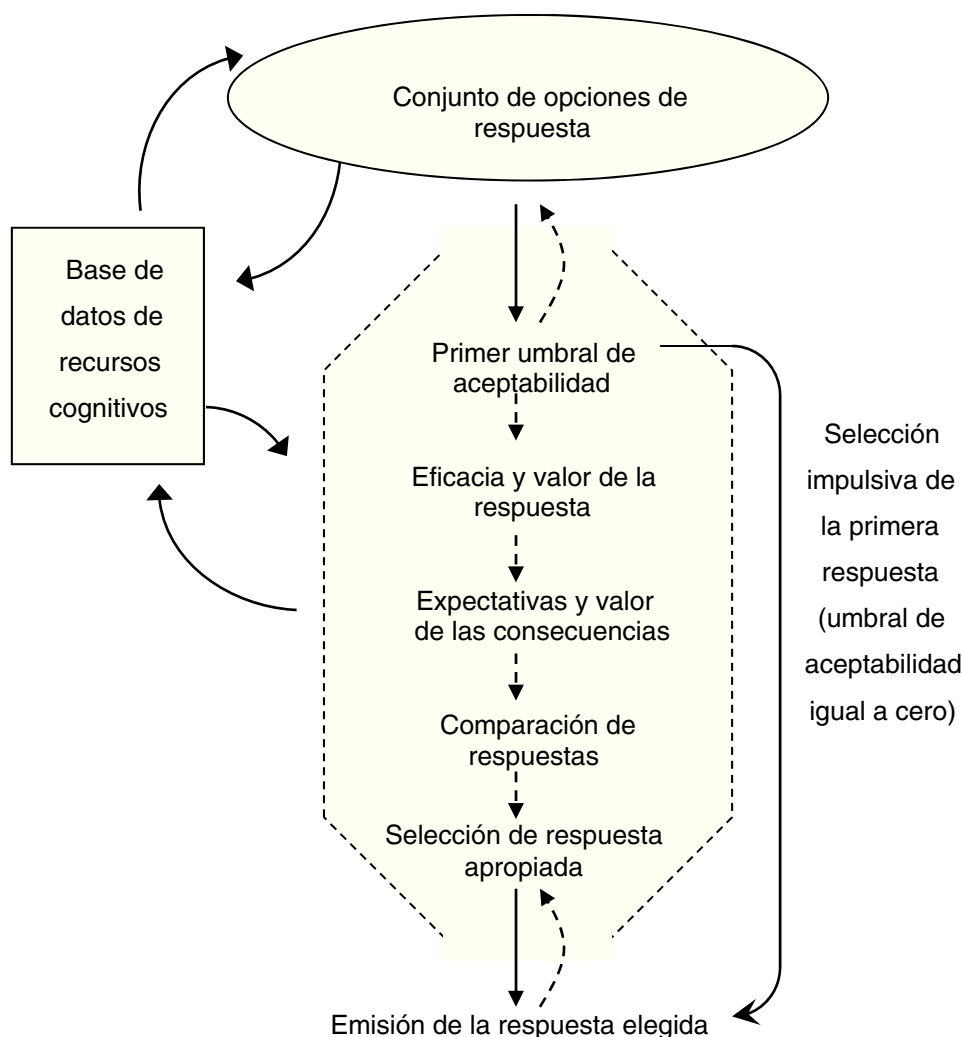 Conjunto de opciones de
respuesta
Base de
datos de
recursos
cognitivos
Primer umbral de
aceptabilidad
Eficacia y valor de la
respuesta
Expectativas y valor
de las consecuencias
Comparación de
respuestas
Selección de respuesta
apropiada
Emisión de la respuesta elegida
Selección
impulsiva de
la primera
respuesta
(umbral de
aceptabilidad
igual a cero)